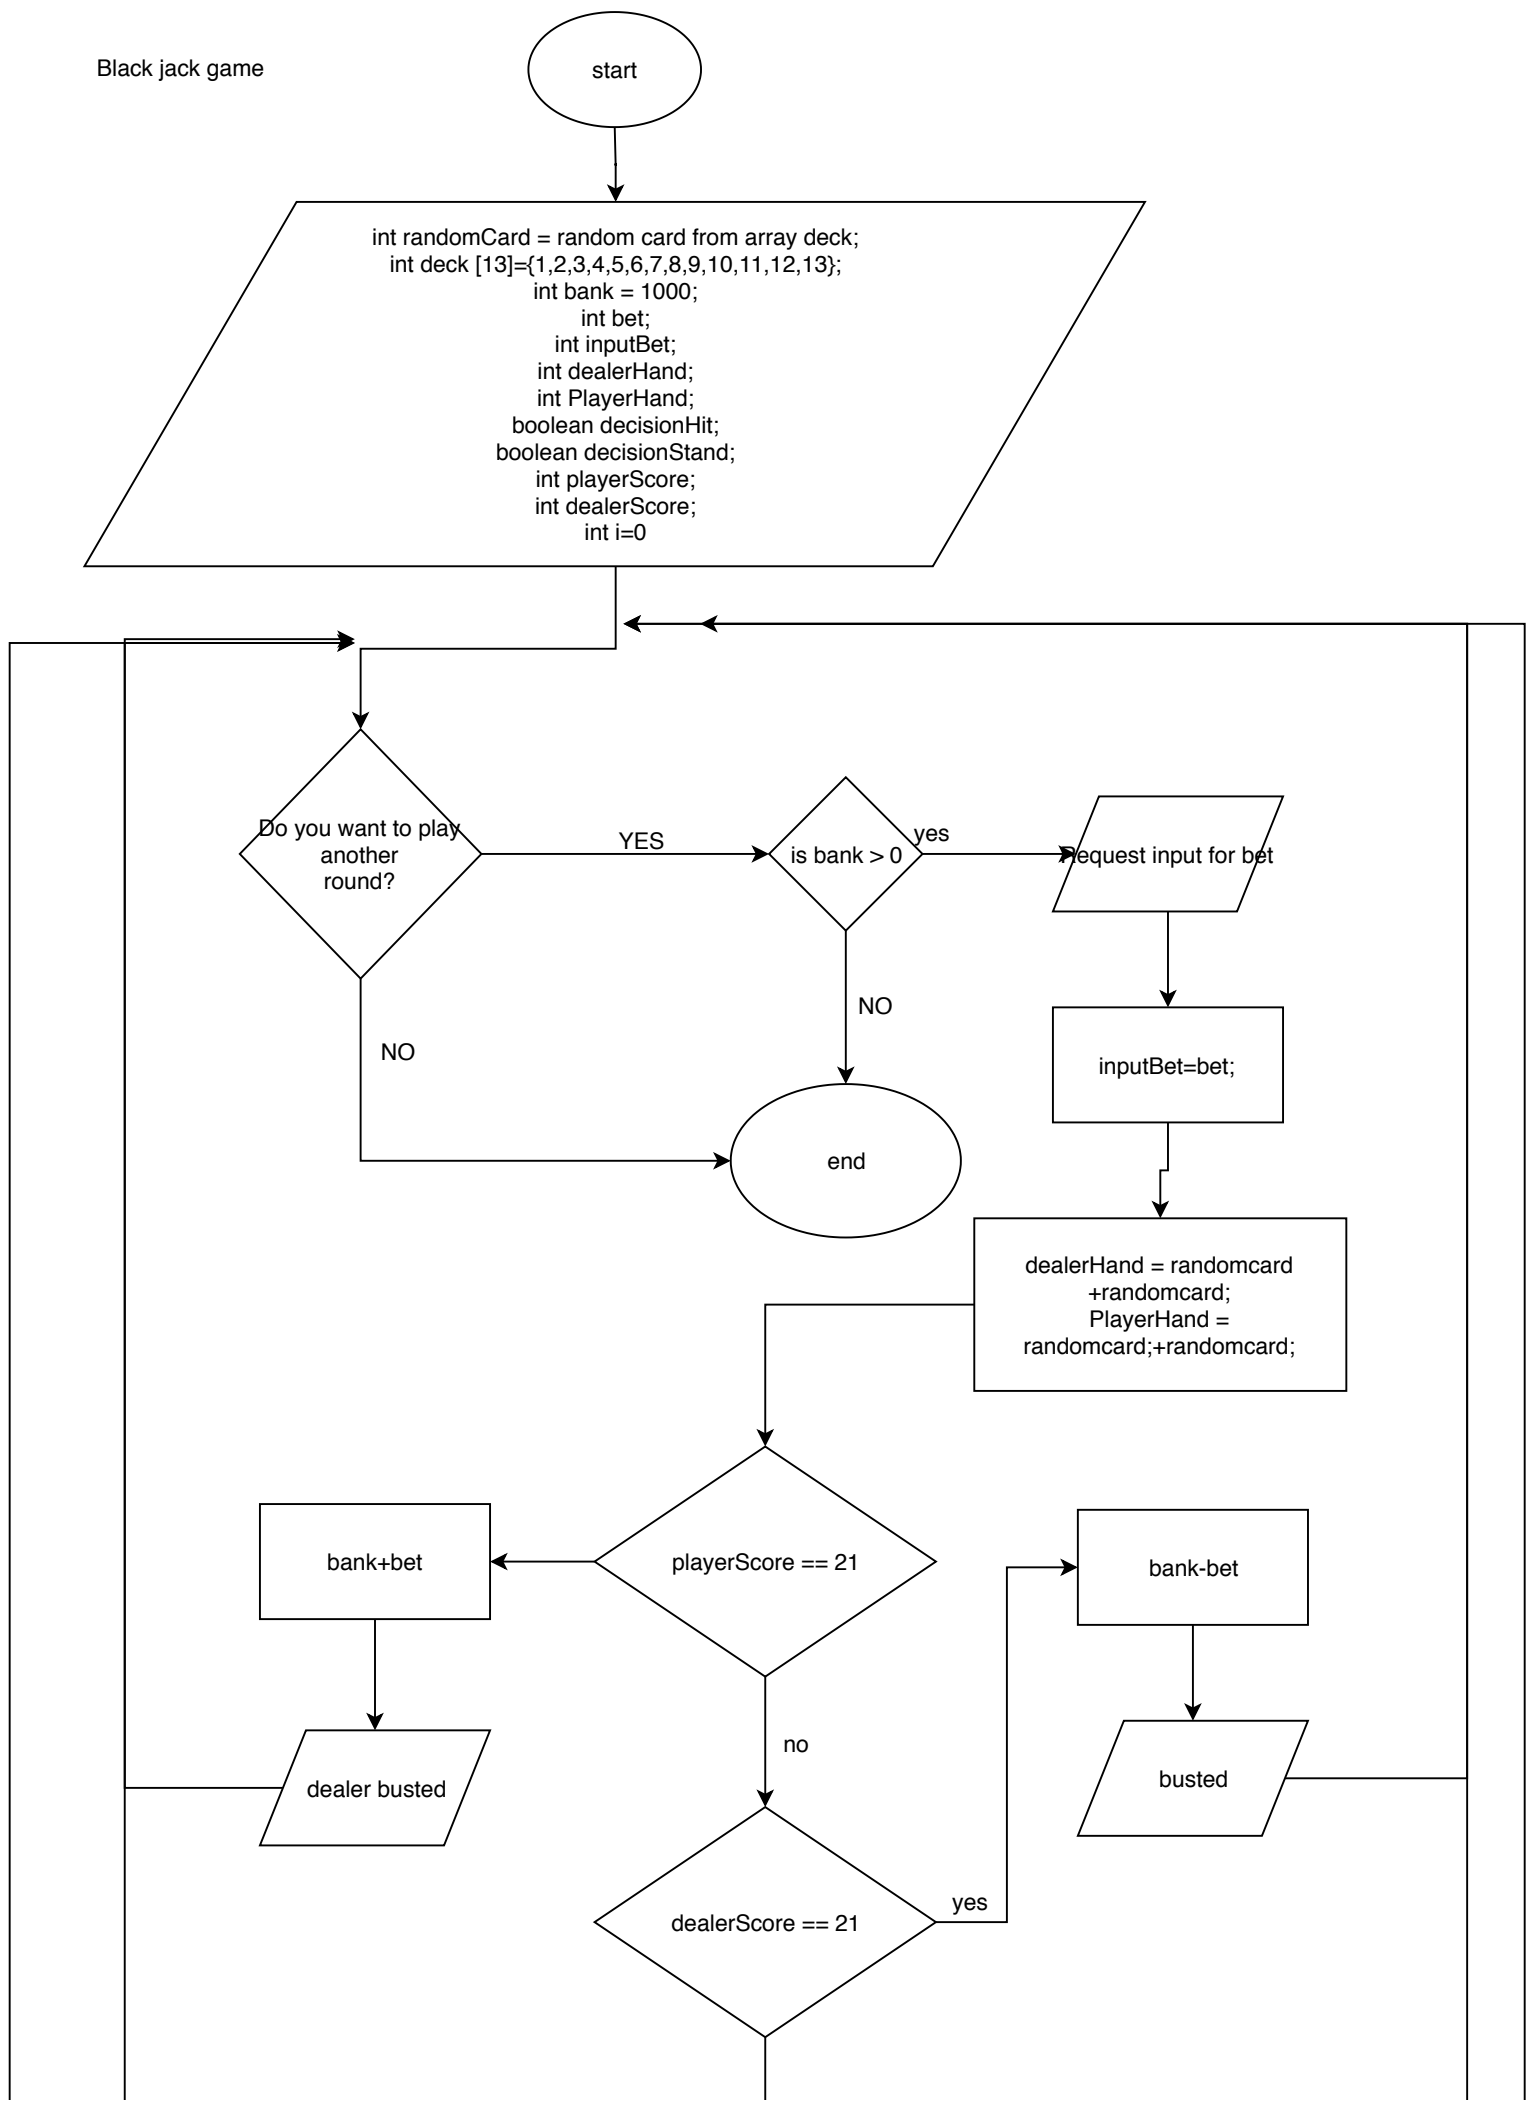 Black jack game
start
int randomCard = random card from array deck;
int deck [13]={1,2,3,4,5,6,7,8,9,10,11,12,13};
int bank = 1000;
int bet;
int inputBet;
int dealerHand;
int PlayerHand;
boolean decisionHit;
boolean decisionStand;
int playerScore;
int dealerScore;
int i=0
Do you want to play
another
round?
YES
is bank > 0
yes
Request input for bet
NO
NO
inputBet=bet;
end
dealerHand = randomcard
+randomcard;
PlayerHand =
randomcard;+randomcard;
bank+bet
playerScore == 21
bank-bet
no
dealer busted
busted
dealerScore == 21
yes